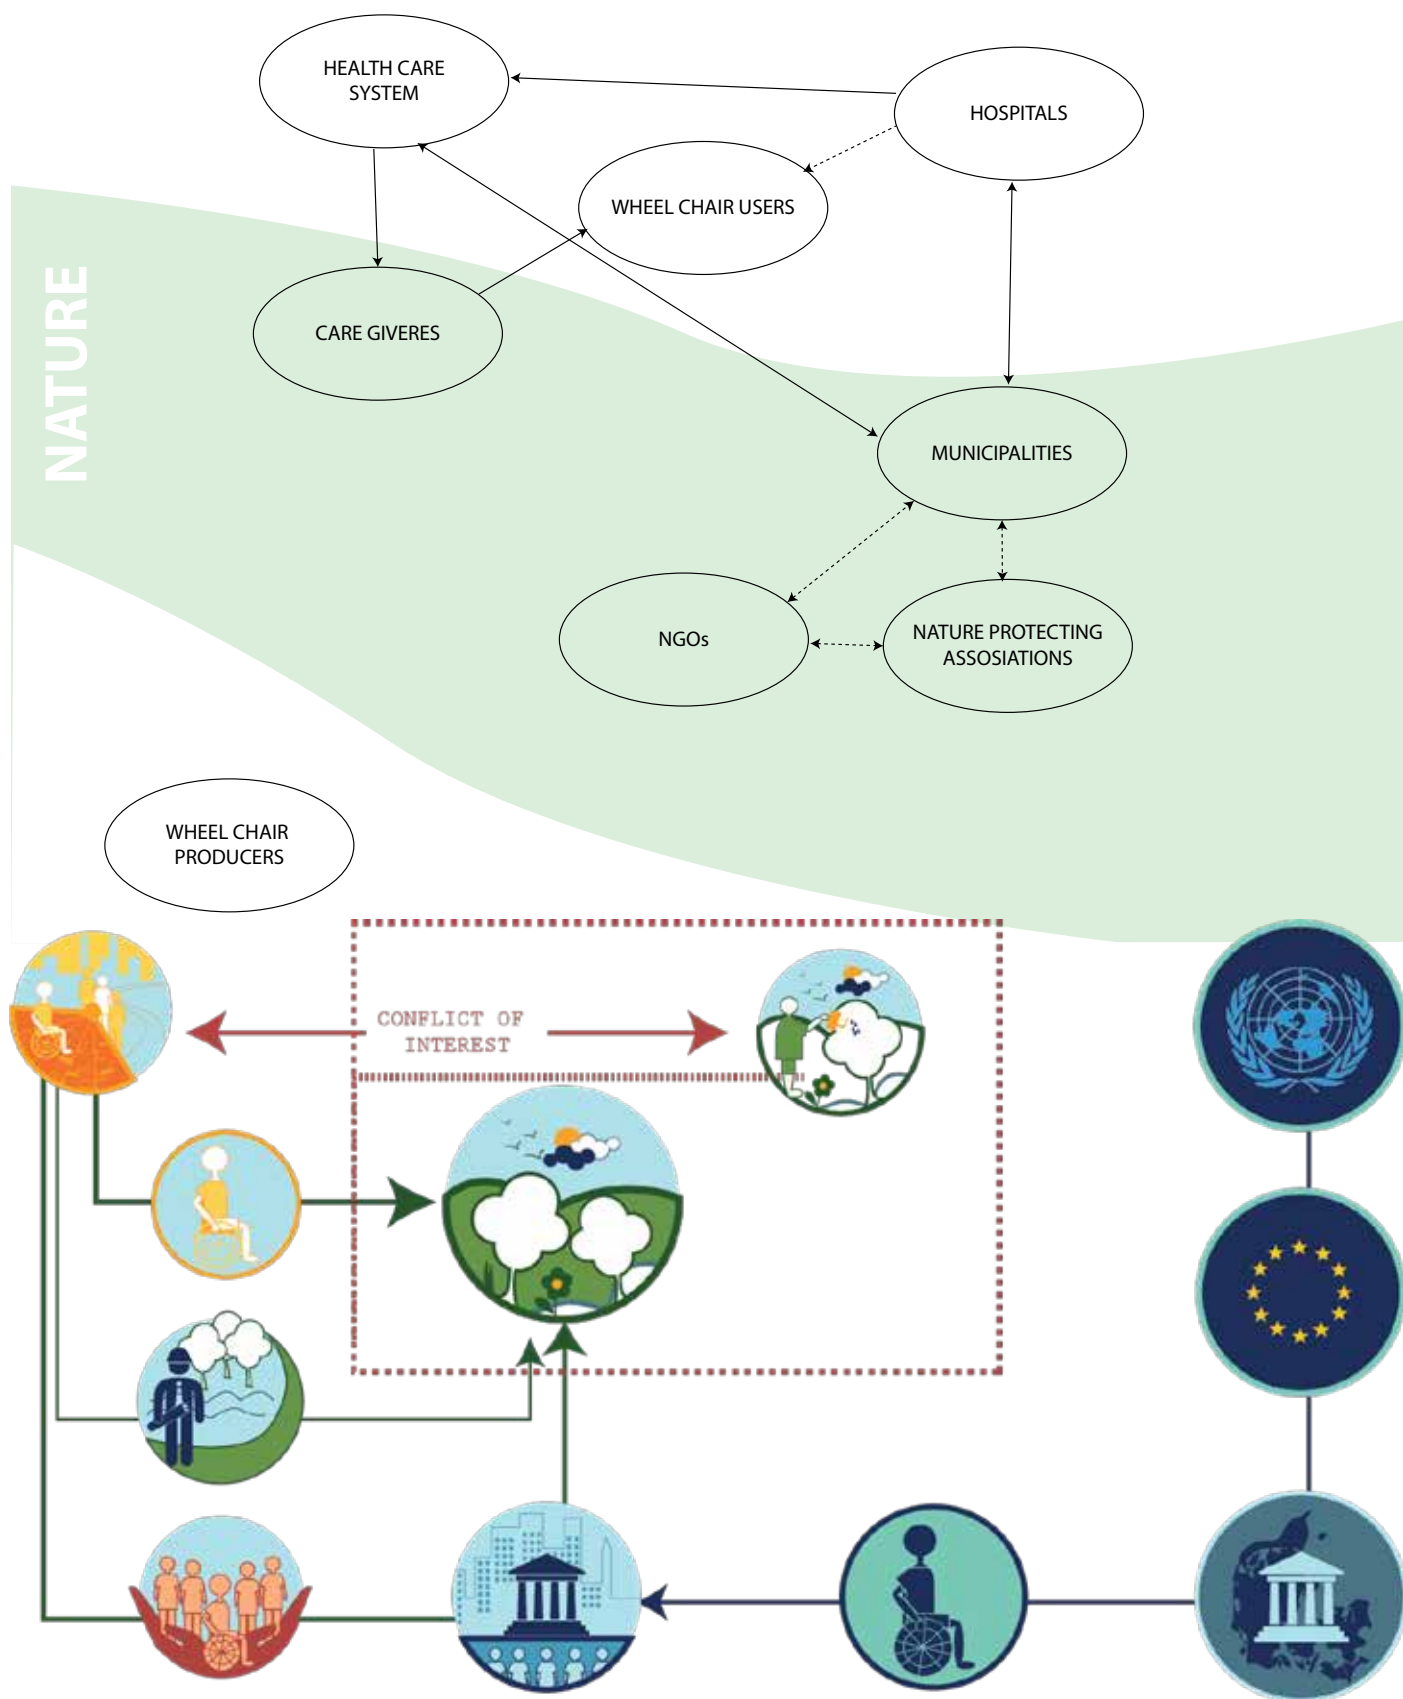 HEALTH CARE
SYSTEM
HOSPITALS
WHEEL CHAIR USERS
NATURE
CARE GIVERES
MUNICIPALITIES
NGOs
NATURE PROTECTING
ASSOSIATIONS
WHEEL CHAIR
PRODUCERS
CONFLICT OF
INTEREST